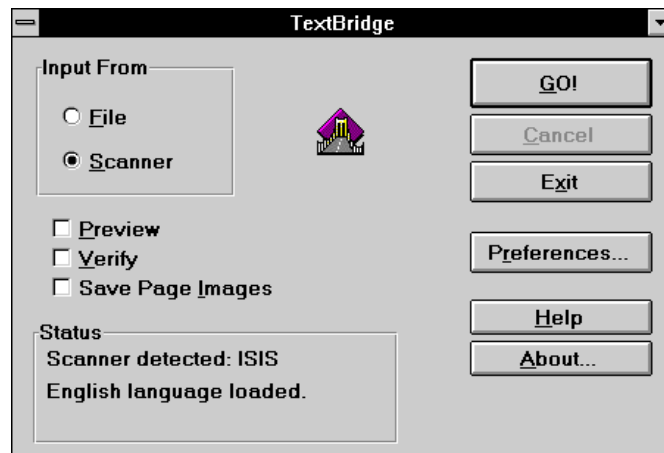 TextBridge
Input From
File
Scanner
Preview
Verify
Save Page Images
Status
Scanner detected: ISIS
English language loaded.
GO!
Cancel
Exit
Preferences...
Help
About...